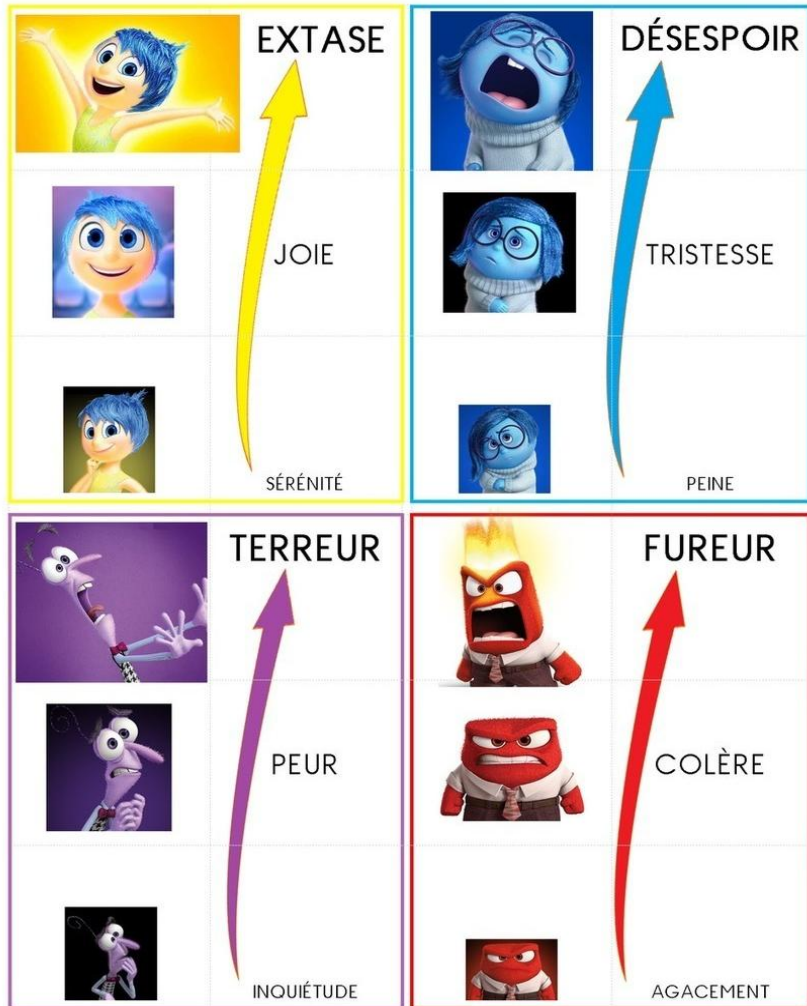 EXTASE
JOIE
SÉRÉNITÉ
DÉSESPOIR
TRISTESSE
PEINE
TERREUR
PEUR
INQUIÉTUDE
FUREUR
COLÈRE
AGACEMENT